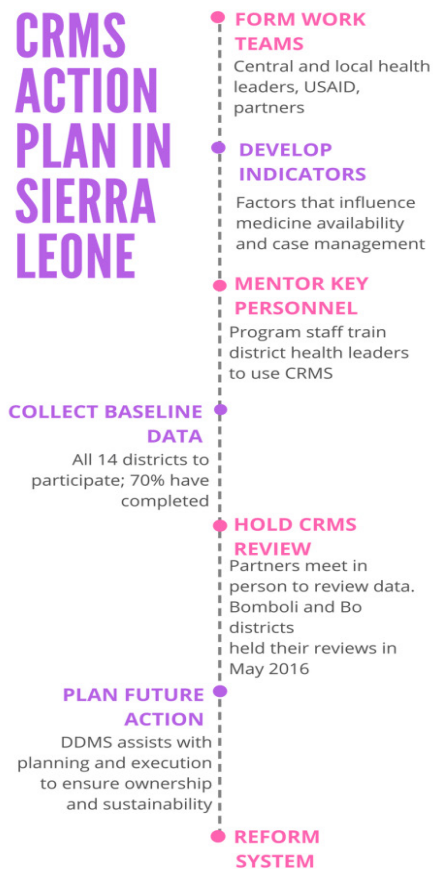 CRMS
ACTION
PLAN IN
SIERRA
LEONE
FORM WORK
TEAMS
Central and local health
leaders, USAID,
partners
DEVELOP
INDICATORS
Factors that influence
medicine availability
and case management
MENTOR KEY
PERSONNEL
Program staff train
district health leaders
to use CRMS
COLLECT BASELINE
DATA
All 14 districts to
participate; 70% have
completed
HOLD CRMS
REVIEW
Partners meet in
person to review data.
Bomboli and Bo
districts
held their reviews in
May 2016
PLAN FUTURE
ACTION
DDMS assists with
planning and execution
to ensure ownership
and sustainability
REFORM
SYSTEM